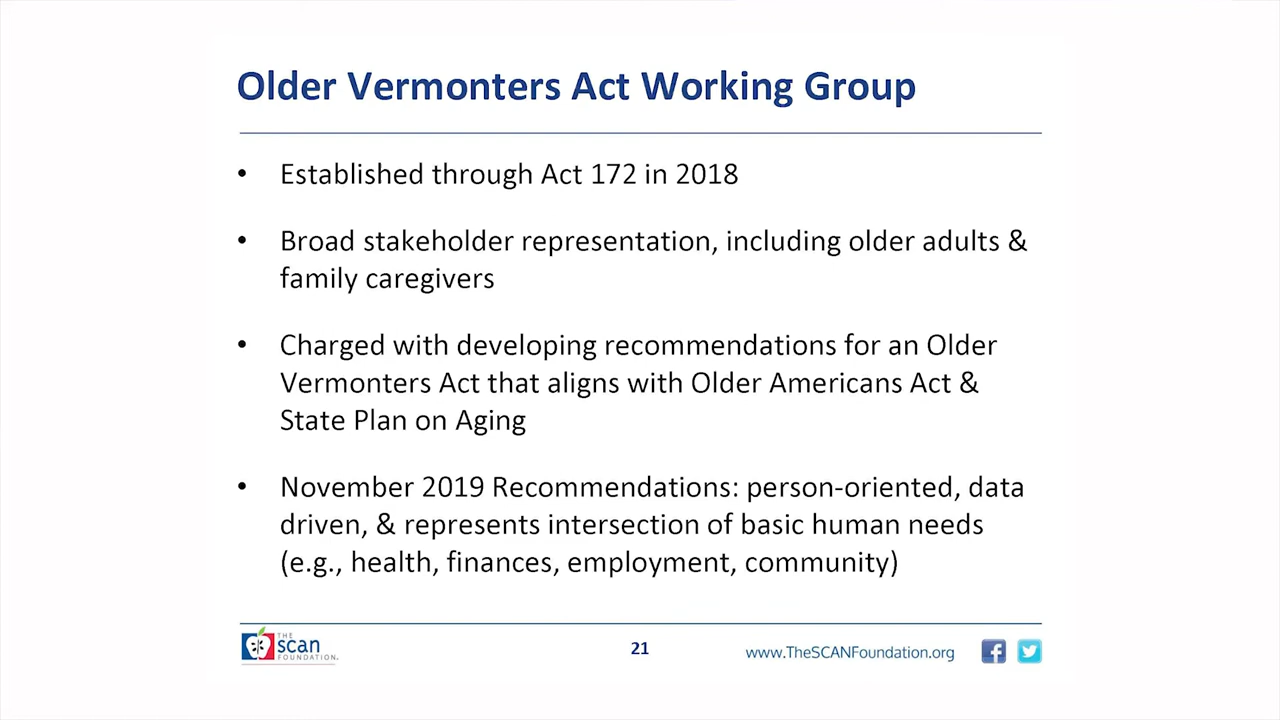 Older Vermonters Act Working Group
• Established through Act 172 in 2018
• Broad stakeholder representation, including older adults &
family caregivers
• Charged with developing recommendations for an Older
Vermonters Act that aligns with Older Americans Act &
State Plan on Aging
• November 2019 Recommendations: person-oriented, data
driven, & represents intersection of basic human needs
(e.g., health, finances, employment, community)
THE
scan
FOUNDATION.
21
www.TheSCANFoundation.org